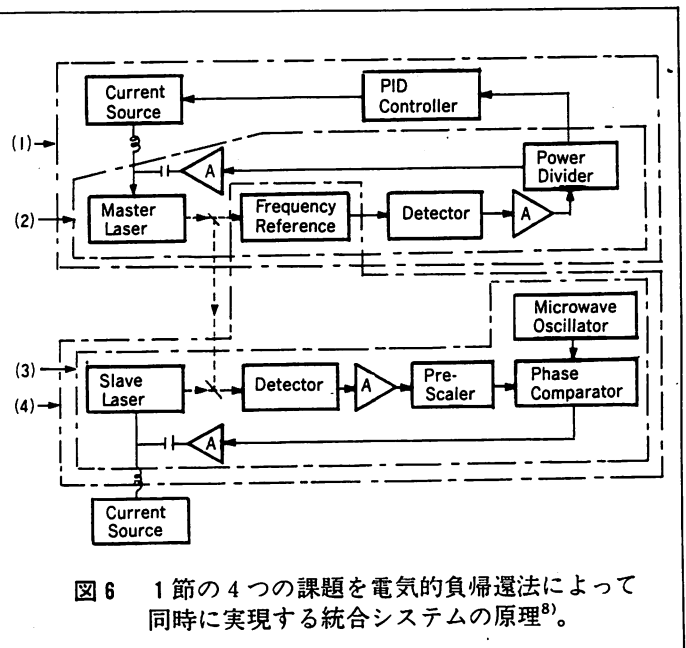 Current
Source
PID
Controller
(1)
A
Power
Divider
(2)
Master
Laser
Frequency
Reference
Detector
A
Microwave
Oscillator
(3)
(4)
Slave
Laser
Detector
A
Pre-
Scaler
Phase
Comparator
A
Current
Source
図6 1節の4つの課題を電気的負帰還法によって
同時に実現する統合システムの原理8)。